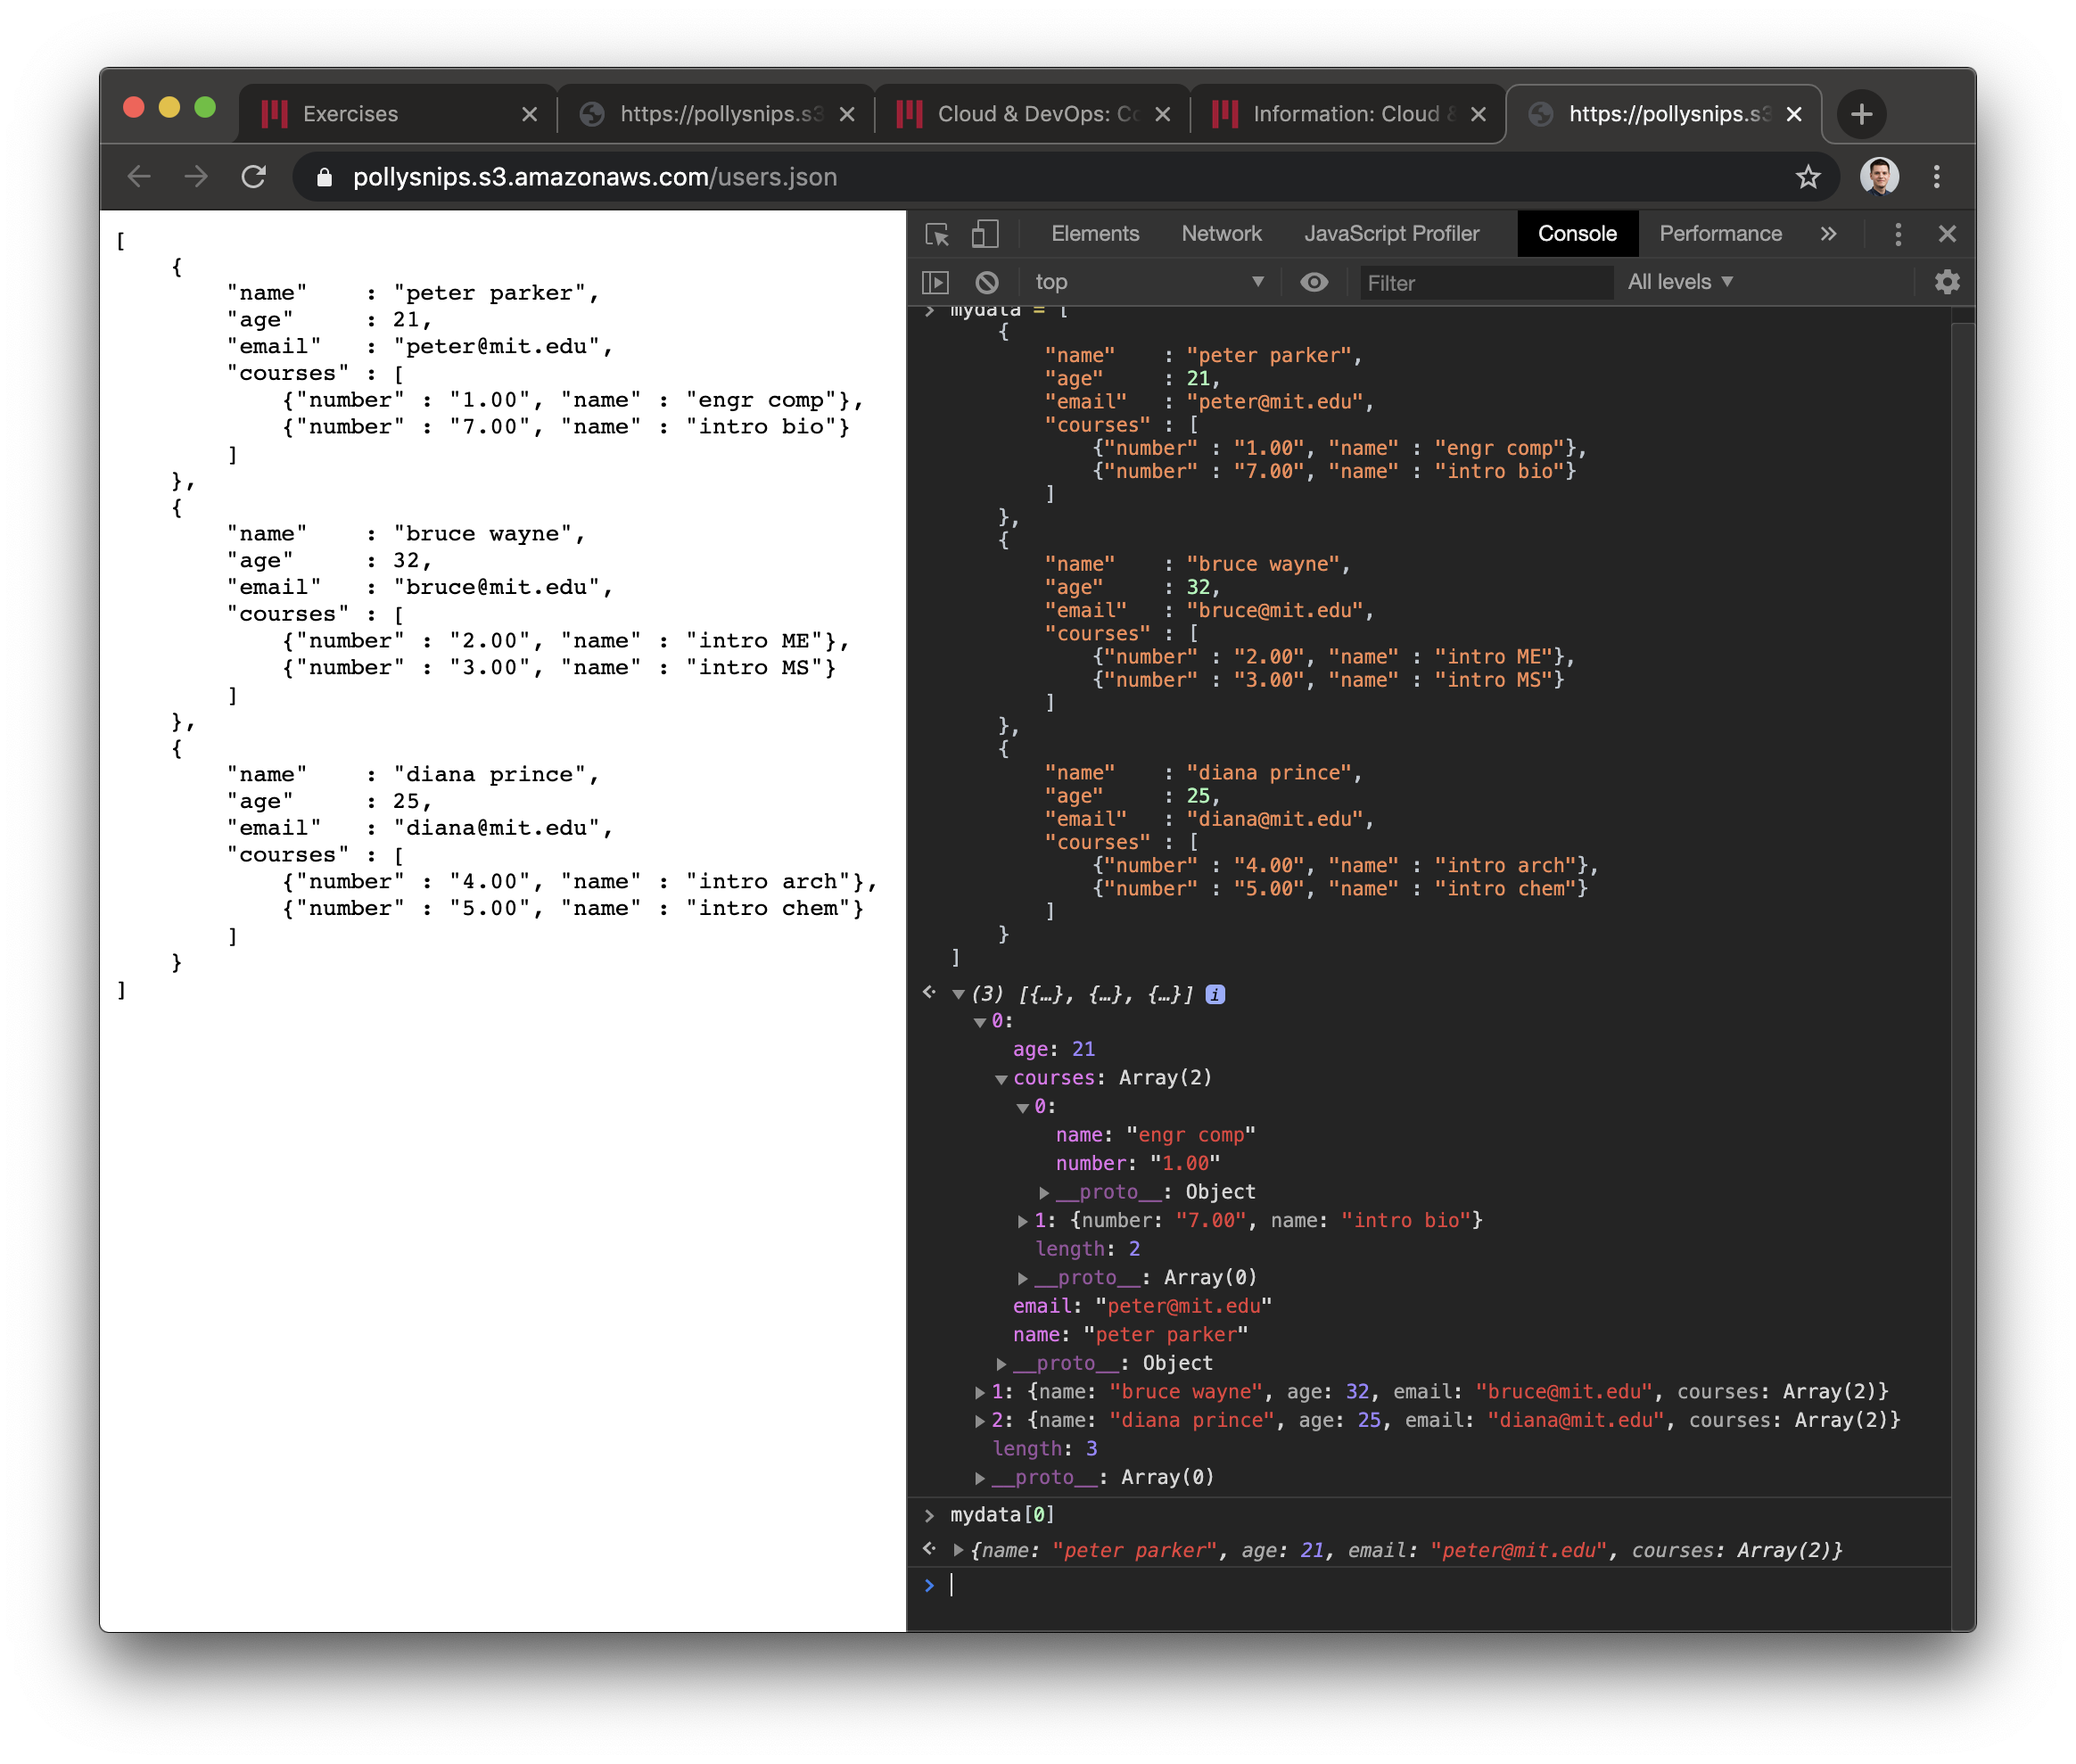 Exercises
https://pollysnips.s3
Cloud & DevOps: Co
Information: Cloud &
https://pollysnips.s3
pollysnips.s3.amazonaws.com/users.json
[
    {
        "name"    : "peter parker",
        "age"     : 21,
        "email"   : "peter@mit.edu",
        "courses" : [
            {"number" : "1.00", "name" : "engr comp"},
            {"number" : "7.00", "name" : "intro bio"}
        ]
    },
    {
        "name"    : "bruce wayne",
        "age"     : 32,
        "email"   : "bruce@mit.edu",
        "courses" : [
            {"number" : "2.00", "name" : "intro ME"},
            {"number" : "3.00", "name" : "intro MS"}
        ]
    },
    {
        "name"    : "diana prince",
        "age"     : 25,
        "email"   : "diana@mit.edu",
        "courses" : [
            {"number" : "4.00", "name" : "intro arch"},
            {"number" : "5.00", "name" : "intro chem"}
        ]
    }
]
Elements Network JavaScript Profiler Console Performance »
top Filter All levels
> mydata = [
    {
        "name"    : "peter parker",
        "age"     : 21,
        "email"   : "peter@mit.edu",
        "courses" : [
            {"number" : "1.00", "name" : "engr comp"},
            {"number" : "7.00", "name" : "intro bio"}
        ]
    },
    {
        "name"    : "bruce wayne",
        "age"     : 32,
        "email"   : "bruce@mit.edu",
        "courses" : [
            {"number" : "2.00", "name" : "intro ME"},
            {"number" : "3.00", "name" : "intro MS"}
        ]
    },
    {
        "name"    : "diana prince",
        "age"     : 25,
        "email"   : "diana@mit.edu",
        "courses" : [
            {"number" : "4.00", "name" : "intro arch"},
            {"number" : "5.00", "name" : "intro chem"}
        ]
    }
]
(3) [{…}, {…}, {…}] i
0:
age: 21
courses: Array(2)
0:
name: "engr comp"
number: "1.00"
__proto__: Object
1: {number: "7.00", name: "intro bio"}
length: 2
__proto__: Array(0)
email: "peter@mit.edu"
name: "peter parker"
__proto__: Object
1: {name: "bruce wayne", age: 32, email: "bruce@mit.edu", courses: Array(2)}
2: {name: "diana prince", age: 25, email: "diana@mit.edu", courses: Array(2)}
length: 3
__proto__: Array(0)
> mydata[0]
{name: "peter parker", age: 21, email: "peter@mit.edu", courses: Array(2)}
>